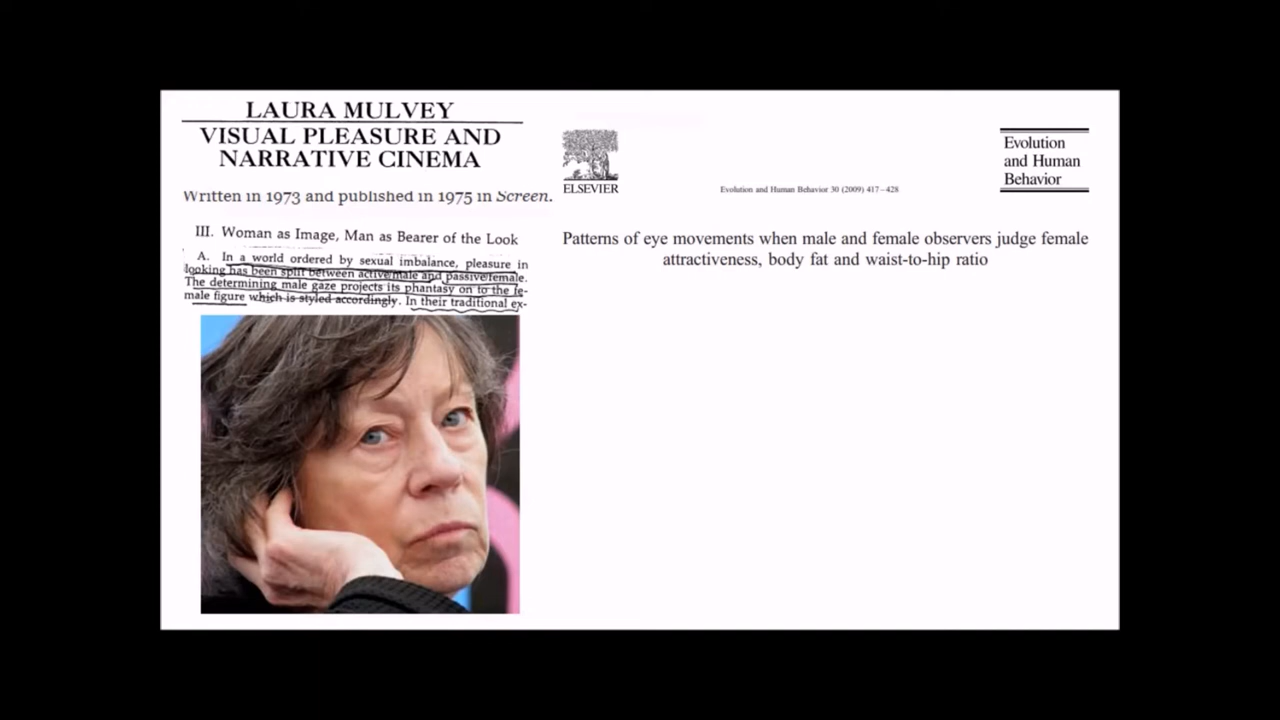 LAURA MULVEY
VISUAL PLEASURE AND
NARRATIVE CINEMA
Written in 1973 and published in 1975 in Screen.
III. Woman as Image, Man as Bearer of the Look
A. In a world ordered by sexual imbalance, pleasure in
looking has been split between active/male and passive/female.
The determining male gaze projects its phantasy on to the fe-
male figure which is styled accordingly. In their traditional ex-
ELSEVIER
Evolution and Human Behavior 30 (2009) 417–428
Evolution
and Human
Behavior
Patterns of eye movements when male and female observers judge female
attractiveness, body fat and waist-to-hip ratio